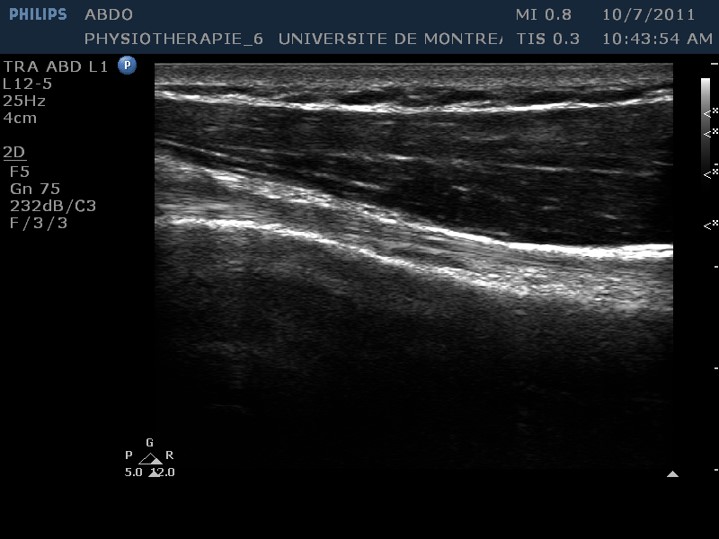 PHILIPS ABDO MI 0.8 10/7/2011
PHYSIOTHERAPIE_6 UNIVERSITE DE MONTRE TIS 0.3 10:43:54 AM
TRA ABD L1 P
L12-5
25Hz
4cm
2D
F5
Gn 75
232dB/C3
F/3/3
G
P R
5.0 12.0